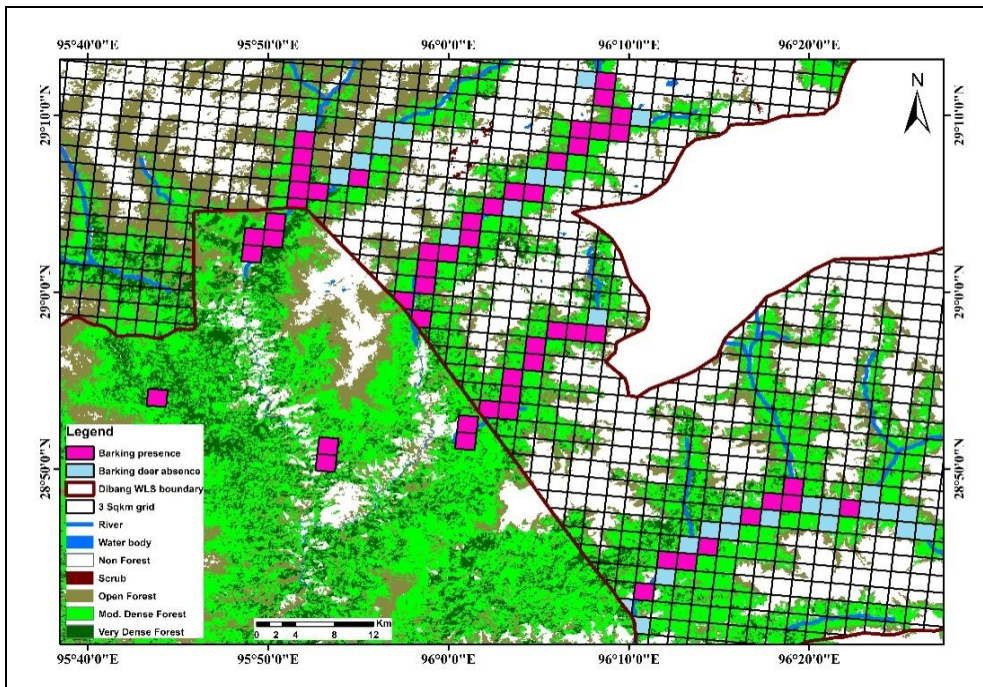 95°40'0"E 95°50'0"E 96°0'0"E 96°10'0"E 96°20'0"E
N
29°10'0"N 29°10'0"N
29°0'0"N 29°0'0"N
28°50'0"N 28°50'0"N
Legend
Barking presence
Barking deer absence
Dibang WLS boundary
3 Sqkm grid
River
Water body
Non Forest
Scrub
Open Forest
Mod. Dense Forest
Very Dense Forest
Km
0 2 4 8 12
95°40'0"E 95°50'0"E 96°0'0"E 96°10'0"E 96°20'0"E